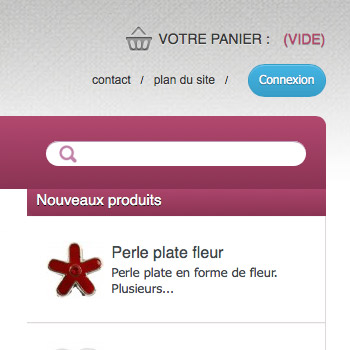 VOTRE PANIER : (VIDE)
contact / plan du site / Connexion
Nouveaux produits
Perle plate fleur
Perle plate en forme de fleur.
Plusieurs...